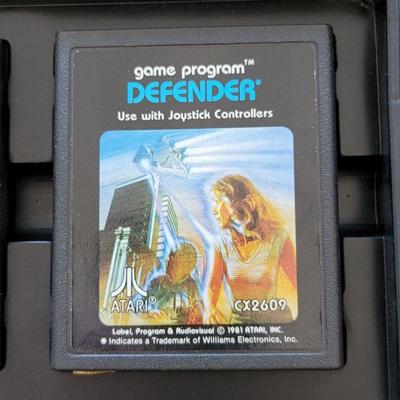 game program™
DEFENDER*
Use with Joystick Controllers
ATARI®
CX2609
Label, Program & Audiovisual © 1981 ATARI, INC.
* Indicates a Trademark of Williams Electronics, Inc.